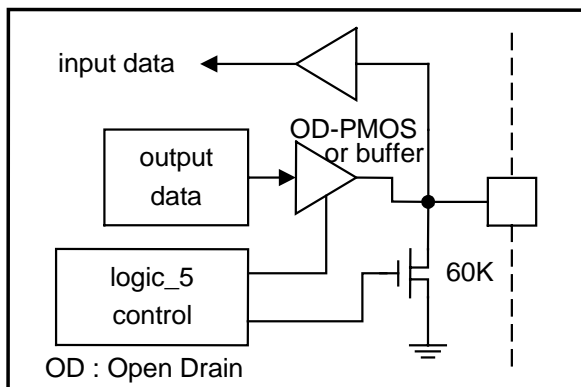 input data
OD-PMOS
or buffer
output
data
logic_5
control
60K
OD : Open Drain